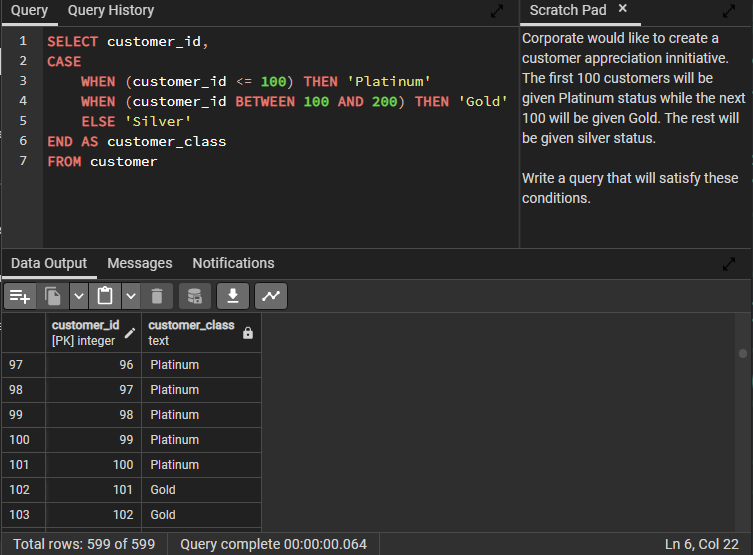 Query Query History
1 SELECT customer_id,
2 CASE
3 WHEN (customer_id <= 100) THEN 'Platinum'
4 WHEN (customer_id BETWEEN 100 AND 200) THEN 'Gold'
5 ELSE 'Silver'
6 END AS customer_class
7 FROM customer
Scratch Pad ×
Corporate would like to create a
customer appreciation innitiative.
The first 100 customers will be
given Platinum status while the next
100 will be given Gold. The rest will
be given silver status.
Write a query that will satisfy these
conditions.
Data Output Messages Notifications
customer_id customer_class
[PK] integer text
97 96 Platinum
98 97 Platinum
99 98 Platinum
100 99 Platinum
101 100 Platinum
102 101 Gold
103 102 Gold
Total rows: 599 of 599 Query complete 00:00:00.064 Ln 6, Col 22